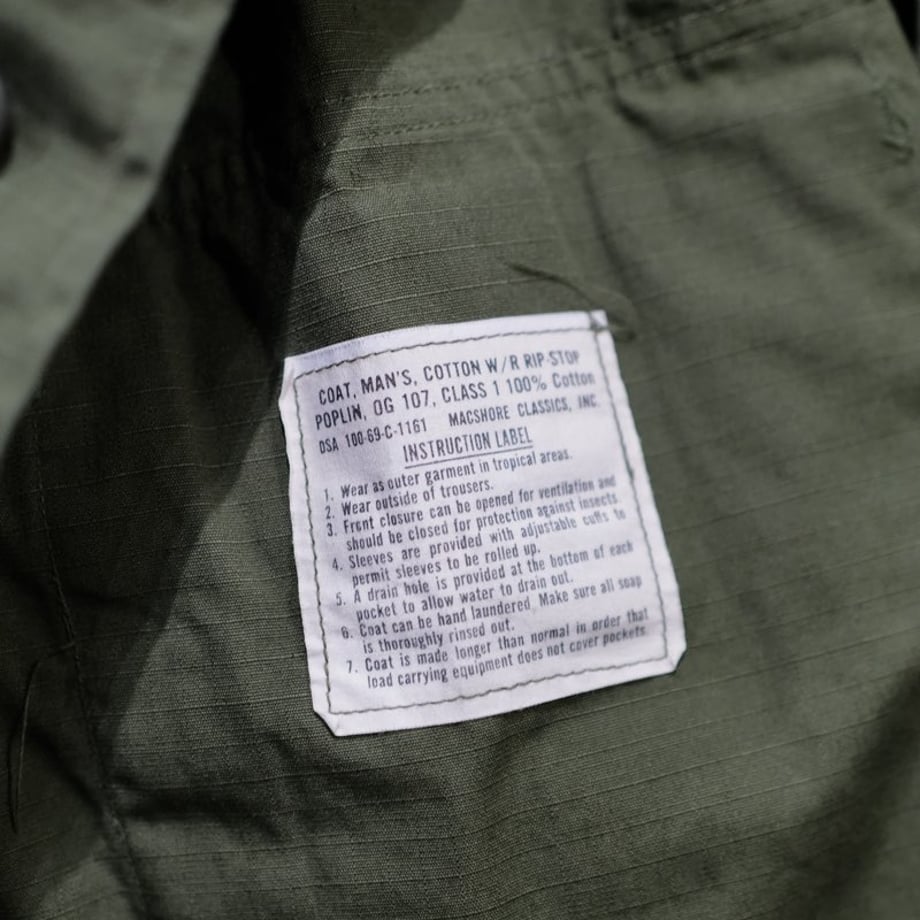 COAT, MAN'S, COTTON W/R RIP-STOP
POPLIN, OG 107, CLASS 1 100% Cotton
DSA 100-69-C-1161 MACSHORE CLASSICS, INC.
INSTRUCTION LABEL
1. Wear as outer garment in tropical areas.
2. Wear outside of trousers.
3. Front closure can be opened for ventilation and
should be closed for protection against insects
4. Sleeves are provided with adjustable cuffs to
permit sleeves to be rolled up.
5. A drain hole is provided at the bottom of each
pocket to allow water to drain out.
6. Coat can be hand laundered. Make sure all soap
is thoroughly rinsed out.
7. Coat is made longer than normal in order that
load carrying equipment does not cover pockets.